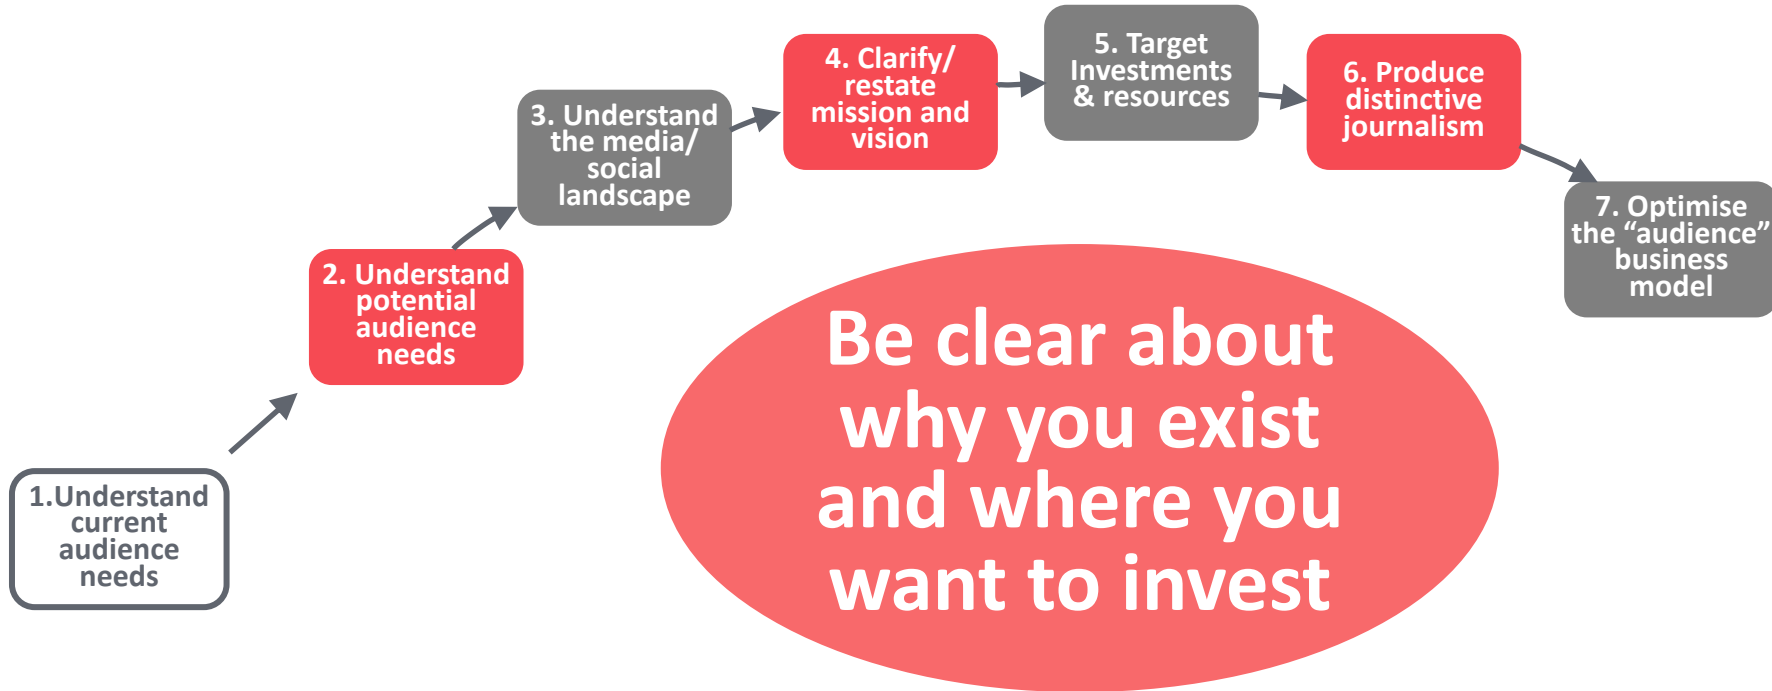 1.Understand
current
audience
needs
2. Understand
potential
audience
needs
3. Understand
the media/
social
landscape
4. Clarify/
restate
mission and
vision
5. Target
Investments
& resources
6. Produce
distinctive
journalism
7. Optimise
the “audience”
business
model
Be clear about
why you exist
and where you
want to invest